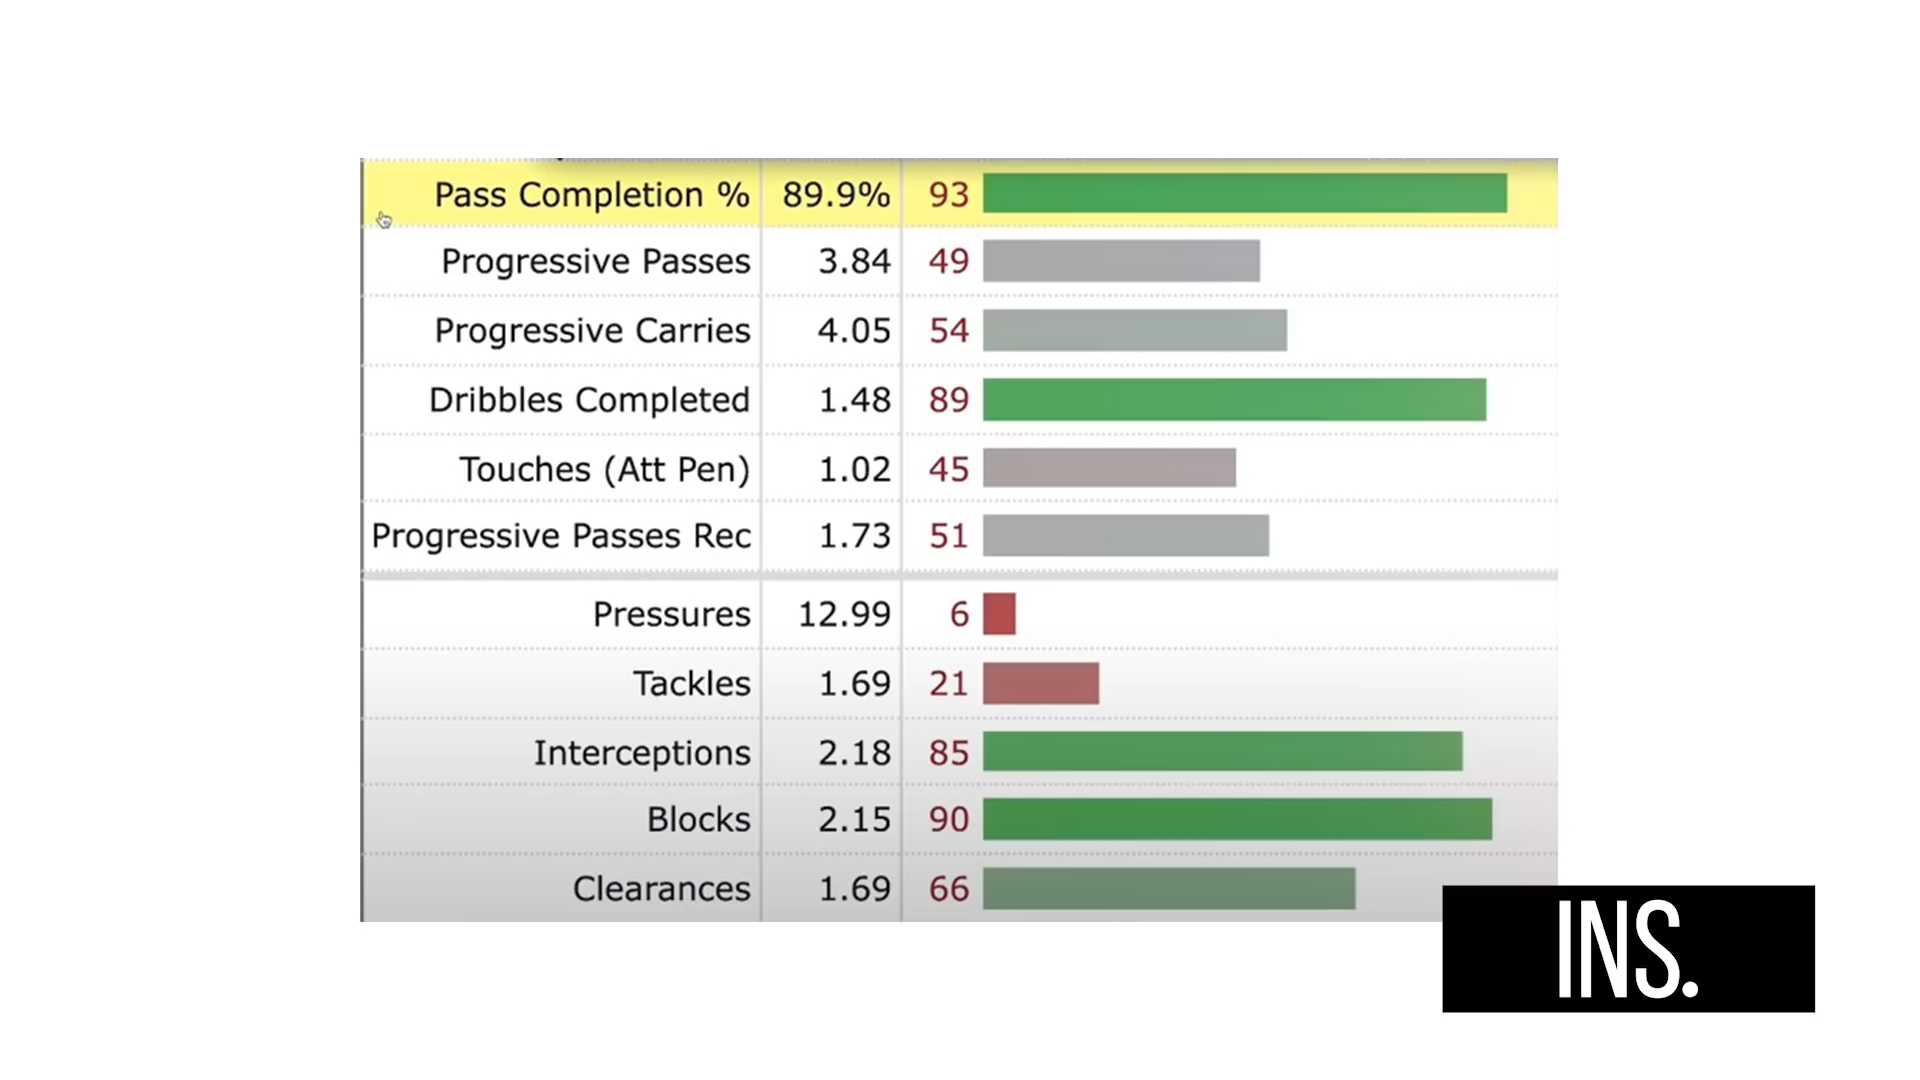 Pass Completion % 89.9% 93
Progressive Passes 3.84 49
Progressive Carries 4.05 54
Dribbles Completed 1.48 89
Touches (Att Pen) 1.02 45
Progressive Passes Rec 1.73 51
Pressures 12.99 6
Tackles 1.69 21
Interceptions 2.18 85
Blocks 2.15 90
Clearances 1.69 66
INS.